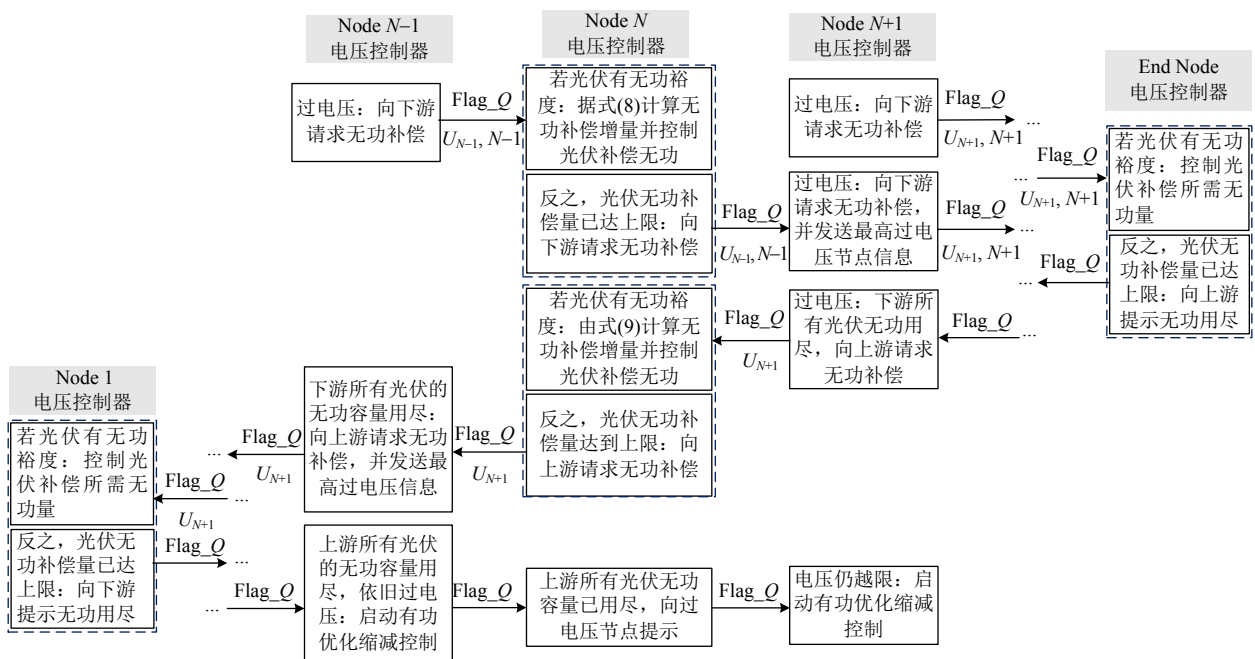 Node N−1
电压控制器
Node N
电压控制器
Node N+1
电压控制器
End Node
电压控制器
过电压：向下游
请求无功补偿
Flag_Q
U_{N−1}, N−1
若光伏有无功裕
度：据式(8)计算无
功补偿增量并控制
光伏补偿无功
反之，光伏无功补
偿量已达上限：向
下游请求无功补偿
Flag_Q
U_{N−1}, N−1
过电压：向下游
请求无功补偿
Flag_Q
U_{N+1}, N+1
...
过电压：向下游
请求无功补偿，
并发送最高过电
压节点信息
Flag_Q
U_{N+1}, N+1
...
...
Flag_Q
U_{N+1}, N+1
若光伏有无功
裕度：控制光
伏补偿所需无
功量
反之，光伏无
功补偿量已达
上限：向上游
提示无功用尽
Flag_Q
...
Flag_Q
...
过电压：下游所
有光伏无功用
尽，向上游请求
无功补偿
Flag_Q
U_{N+1}
若光伏有无功裕
度：由式(9)计算无
功补偿增量并控制
光伏补偿无功
反之，光伏无功补
偿量达到上限：向
上游请求无功补偿
Flag_Q
U_{N+1}
下游所有光伏的
无功容量用尽：
向上游请求无功
补偿，并发送最
高过电压信息
Flag_Q
U_{N+1}
...
Node 1
电压控制器
若光伏有无功
裕度：控制光
伏补偿所需无
功量
Flag_Q
U_{N+1}
...
反之，光伏无
功补偿量已达
上限：向下游
提示无功用尽
Flag_Q
...
...
Flag_Q
上游所有光伏
的无功容量用
尽，依旧过电
压：启动有功
优化缩减控制
Flag_Q
上游所有光伏无功
容量已用尽，向过
电压节点提示
Flag_Q
电压仍越限：启
动有功优化缩减
控制